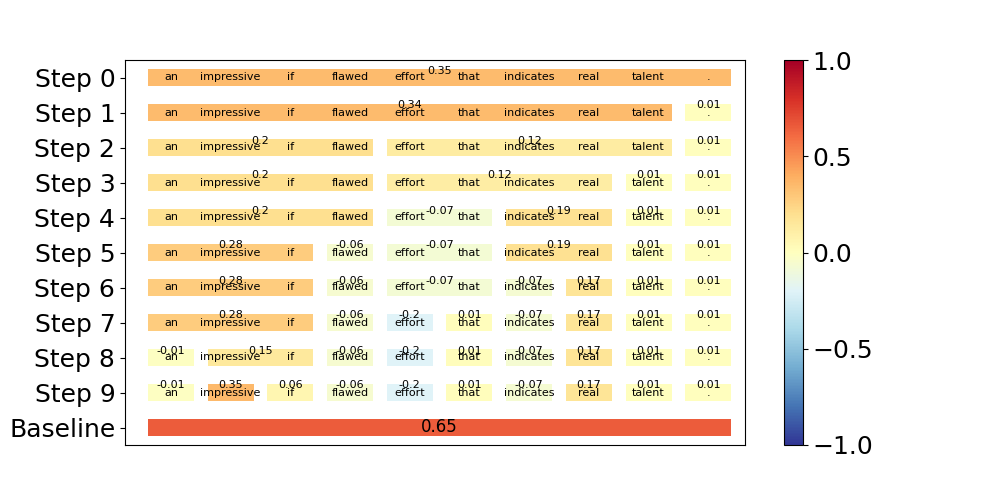 0.35
Step 0 an impressive if flawed effort that indicates real talent .
0.34 0.01
Step 1 an impressive if flawed effort that indicates real talent .
0.2 0.12 0.01
Step 2 an impressive if flawed effort that indicates real talent .
0.2 0.12 0.01 0.01
Step 3 an impressive if flawed effort that indicates real talent .
0.2 -0.07 0.19 0.01 0.01
Step 4 an impressive if flawed effort that indicates real talent .
0.28 -0.06 -0.07 0.19 0.01 0.01
Step 5 an impressive if flawed effort that indicates real talent .
0.28 -0.06 -0.07 -0.07 0.17 0.01 0.01
Step 6 an impressive if flawed effort that indicates real talent .
0.28 -0.06 -0.2 0.01 -0.07 0.17 0.01 0.01
Step 7 an impressive if flawed effort that indicates real talent .
-0.01 0.15 -0.06 -0.2 0.01 -0.07 0.17 0.01 0.01
Step 8 an impressive if flawed effort that indicates real talent .
-0.01 0.35 0.06 -0.06 -0.2 0.01 -0.07 0.17 0.01 0.01
Step 9 an impressive if flawed effort that indicates real talent .
Baseline 0.65
1.0
0.5
0.0
−0.5
−1.0